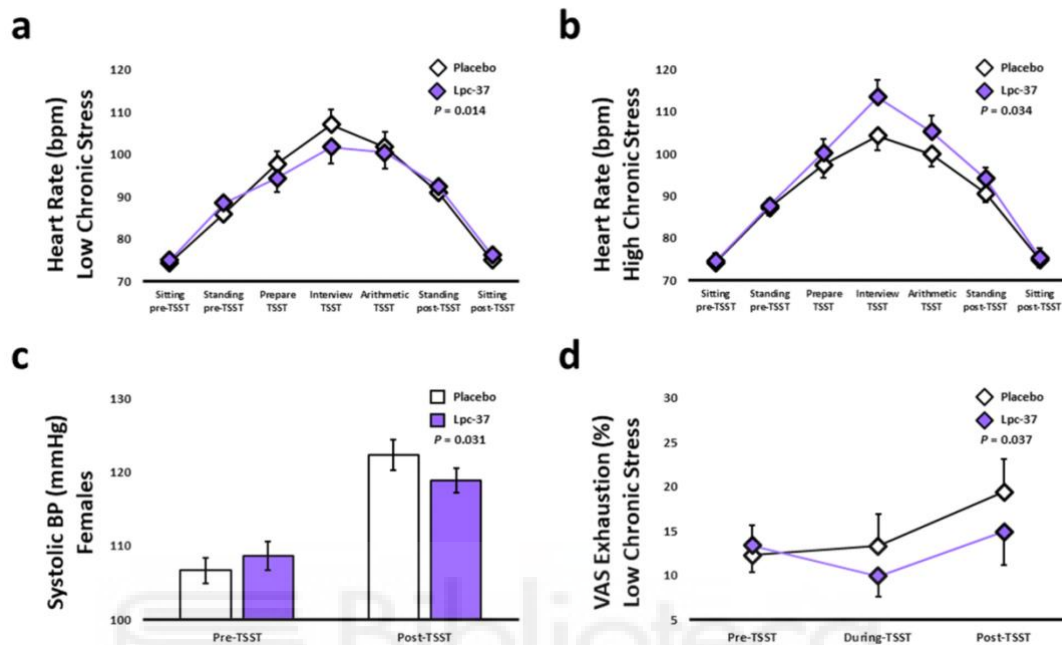 a
Heart Rate (bpm)
Low Chronic Stress
120
110
100
90
80
70
Placebo
Lpc-37
P = 0.014
Sitting
pre-TSST
Standing
pre-TSST
Prepare
TSST
Interview
TSST
Arithmetic
TSST
Standing
post-TSST
Sitting
post-TSST
b
Heart Rate (bpm)
High Chronic Stress
120
110
100
90
80
70
Placebo
Lpc-37
P = 0.034
Sitting
pre-TSST
Standing
pre-TSST
Prepare
TSST
Interview
TSST
Arithmetic
TSST
Standing
post-TSST
Sitting
post-TSST
c
Systolic BP (mmHg)
Females
130
120
110
100
Placebo
Lpc-37
P = 0.031
Pre-TSST
Post-TSST
d
VAS Exhaustion (%)
Low Chronic Stress
30
25
20
15
10
5
Placebo
Lpc-37
P = 0.037
Pre-TSST
During-TSST
Post-TSST